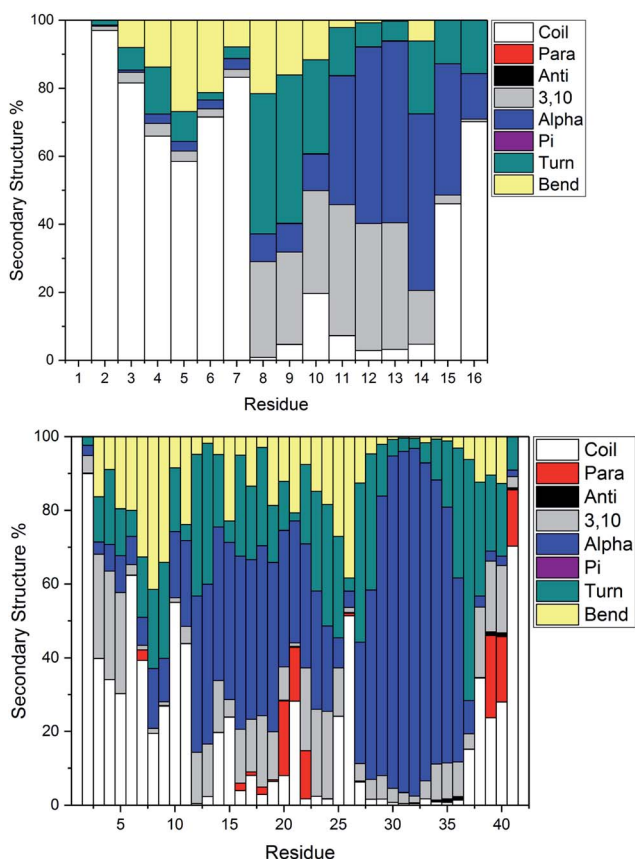 100
80
60
40
20
0
Secondary Structure %
1 2 3 4 5 6 7 8 9 10 11 12 13 14 15 16
Residue
Coil
Para
Anti
3,10
Alpha
Pi
Turn
Bend
100
80
60
40
20
0
Secondary Structure %
5 10 15 20 25 30 35 40
Residue
Coil
Para
Anti
3,10
Alpha
Pi
Turn
Bend